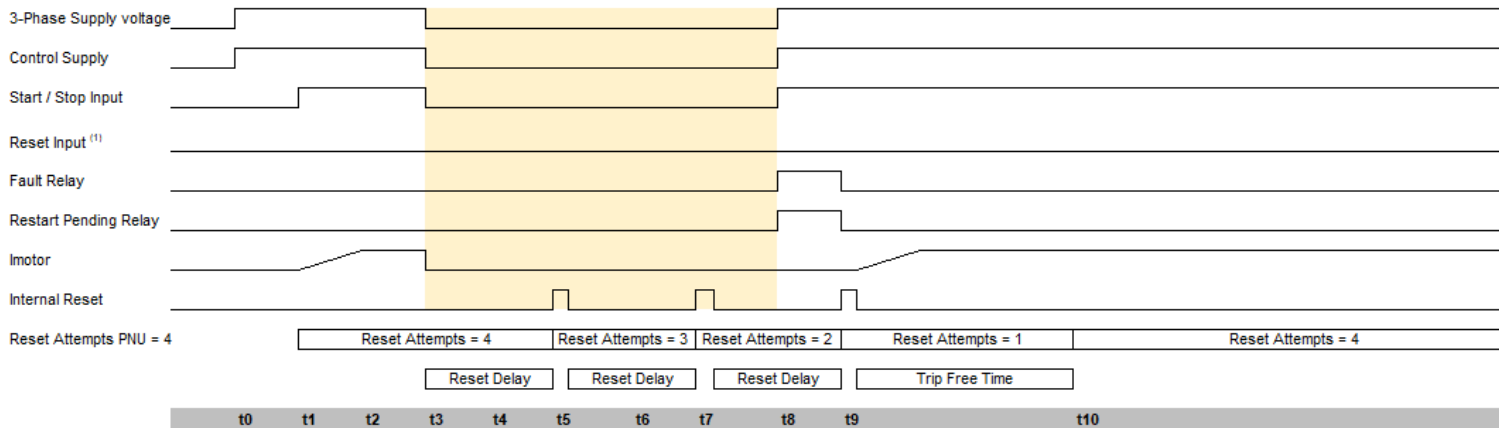 3-Phase Supply voltage
Control Supply
Start / Stop Input
Reset Input (1)
Fault Relay
Restart Pending Relay
Imotor
Internal Reset
Reset Attempts PNU = 4 Reset Attempts = 4 Reset Attempts = 3 Reset Attempts = 2 Reset Attempts = 1 Reset Attempts = 4
Reset Delay Reset Delay Reset Delay Trip Free Time
t0 t1 t2 t3 t4 t5 t6 t7 t8 t9 t10